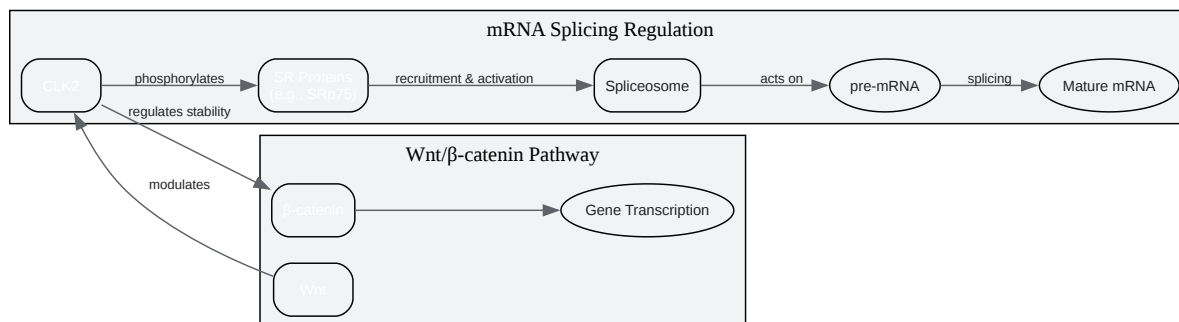 mRNA Splicing Regulation
CLK2
phosphorylates
SR Proteins
(e.g., SRp75)
recruitment & activation
Spliceosome
acts on
pre-mRNA
splicing
Mature mRNA
regulates stability
Wnt/β-catenin Pathway
modulates
β-catenin
Gene Transcription
Wnt